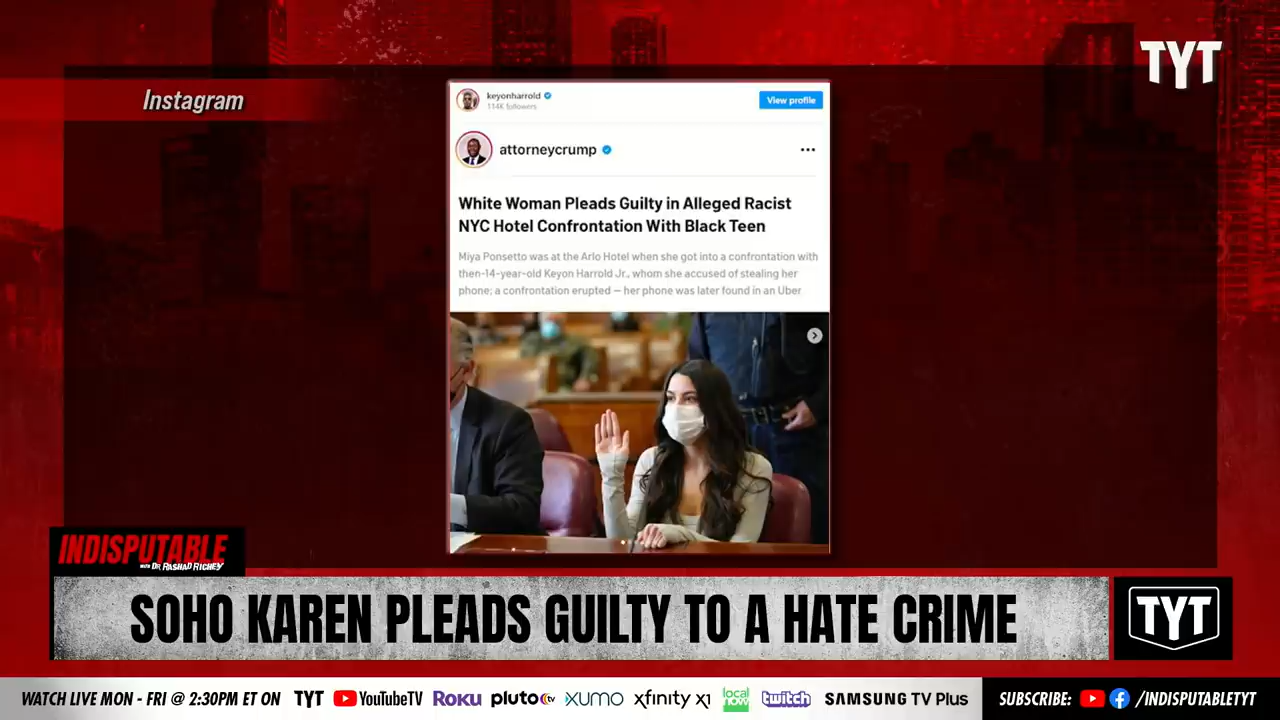 TYT
Instagram
keyonharrold
114K followers
View profile
attorneycrump
White Woman Pleads Guilty in Alleged Racist
NYC Hotel Confrontation With Black Teen
Miya Ponsetto was at the Arlo Hotel when she got into a confrontation with
then-14-year-old Keyon Harrold Jr., whom she accused of stealing her
phone; a confrontation erupted – her phone was later found in an Uber
INDISPUTABLE
WITH DR. RASHAD RICHEY
SOHO KAREN PLEADS GUILTY TO A HATE CRIME
TYT
WATCH LIVE MON - FRI @ 2:30PM ET ON TYT YouTubeTV ROKU pluto tv XUMO xfinity x1 local now twitch SAMSUNG TV Plus
SUBSCRIBE: /INDISPUTABLETYT